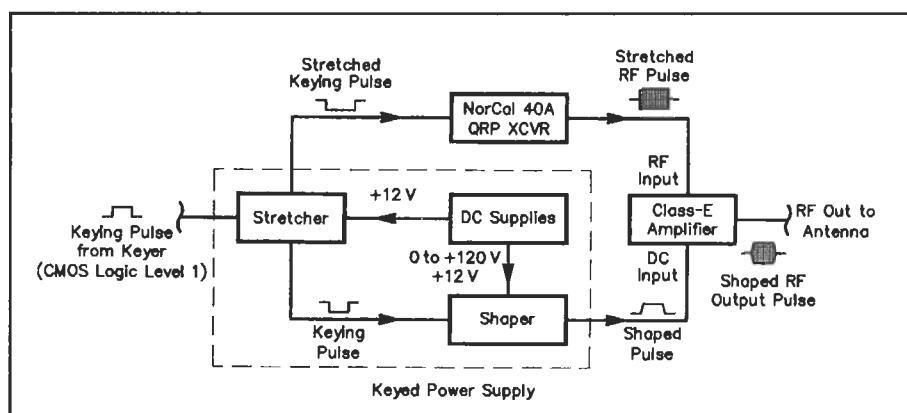 Stretched
Keying Pulse
Stretched
RF Pulse
NorCal 40A
QRP XCVR
RF
Input
+12 V
Stretcher
DC Supplies
Class-E
Amplifier
RF Out to
Antenna
Keying Pulse
from Keyer
(CMOS Logic Level 1)
0 to +120 V
+12 V
DC
Input
Shaped RF
Output Pulse
Keying
Pulse
Shaper
Shaped
Pulse
Keyed Power Supply